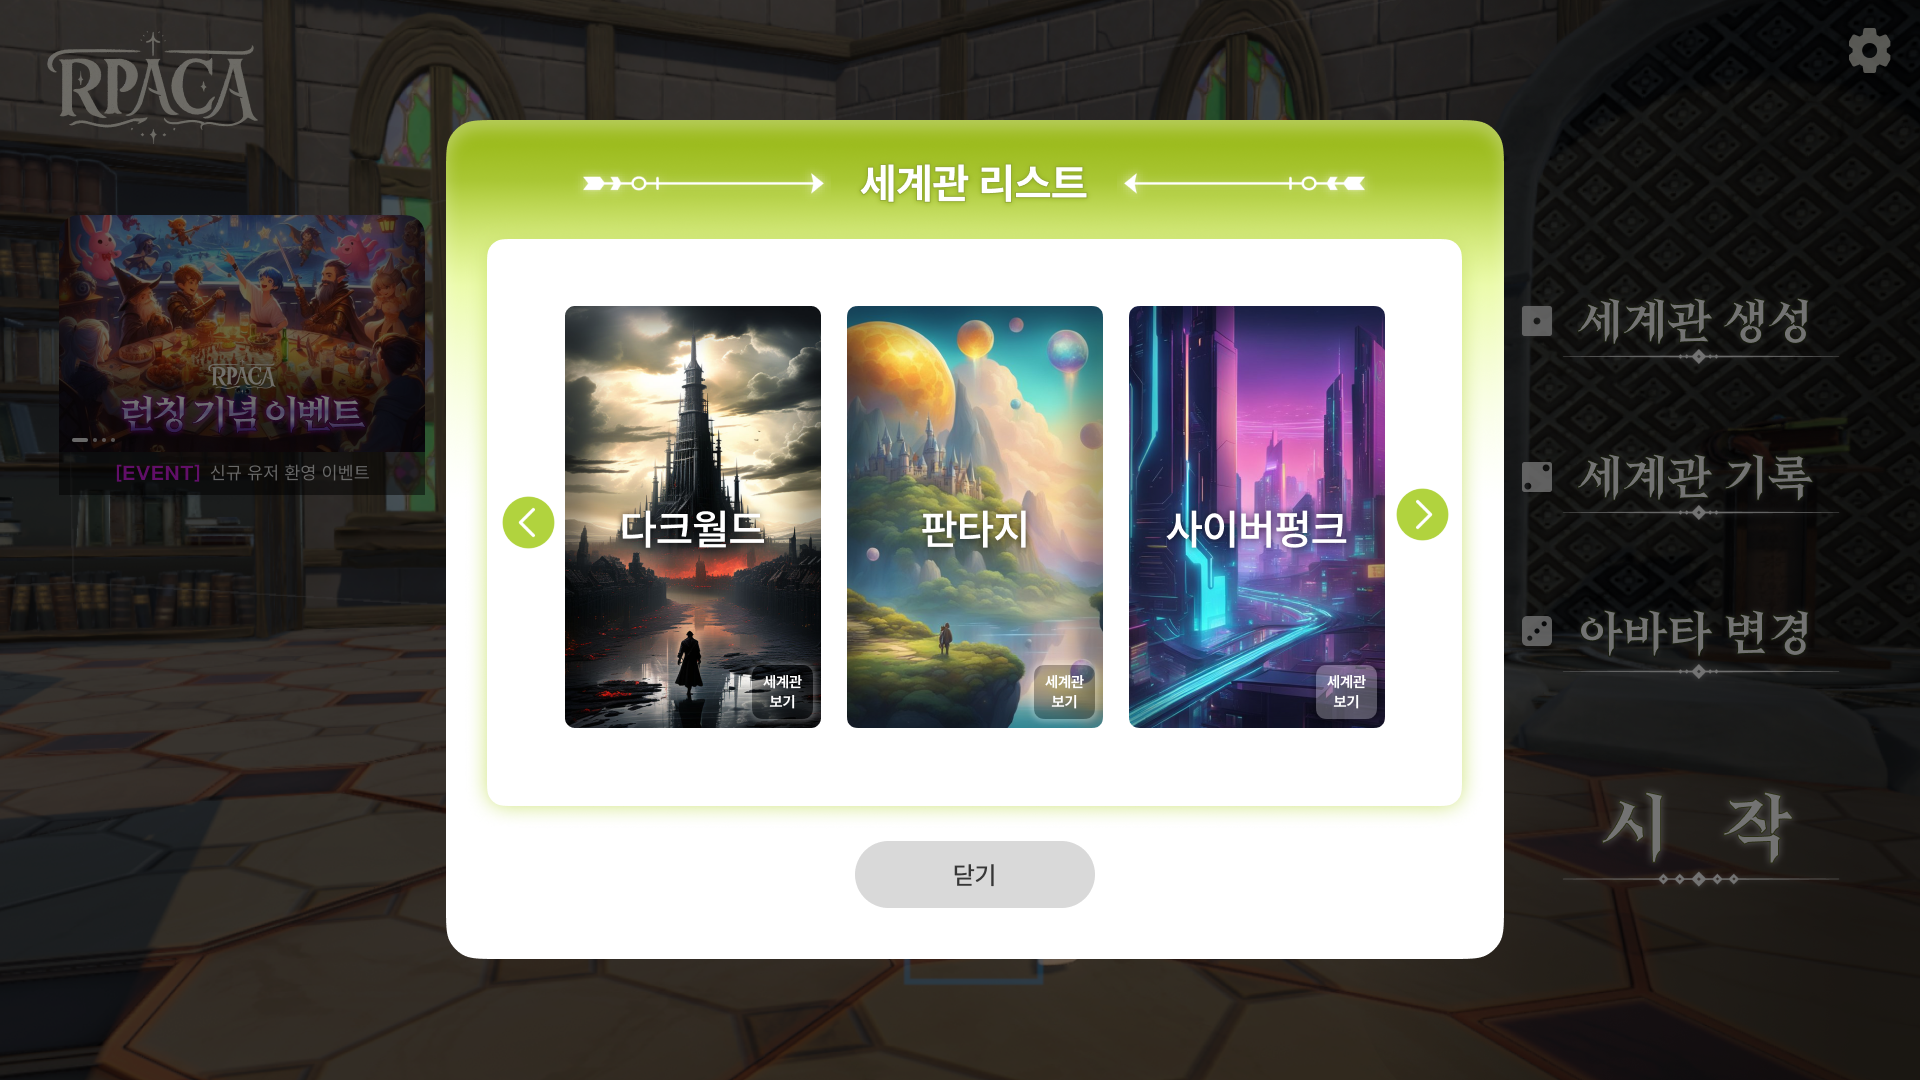 RPACA
세계관 리스트
RPACA
런칭 기념 이벤트
[EVENT] 신규 유저 환영 이벤트
다크월드
세계관
보기
판타지
세계관
보기
사이버펑크
세계관
보기
닫기
세계관 생성
세계관 기록
아바타 변경
시 작